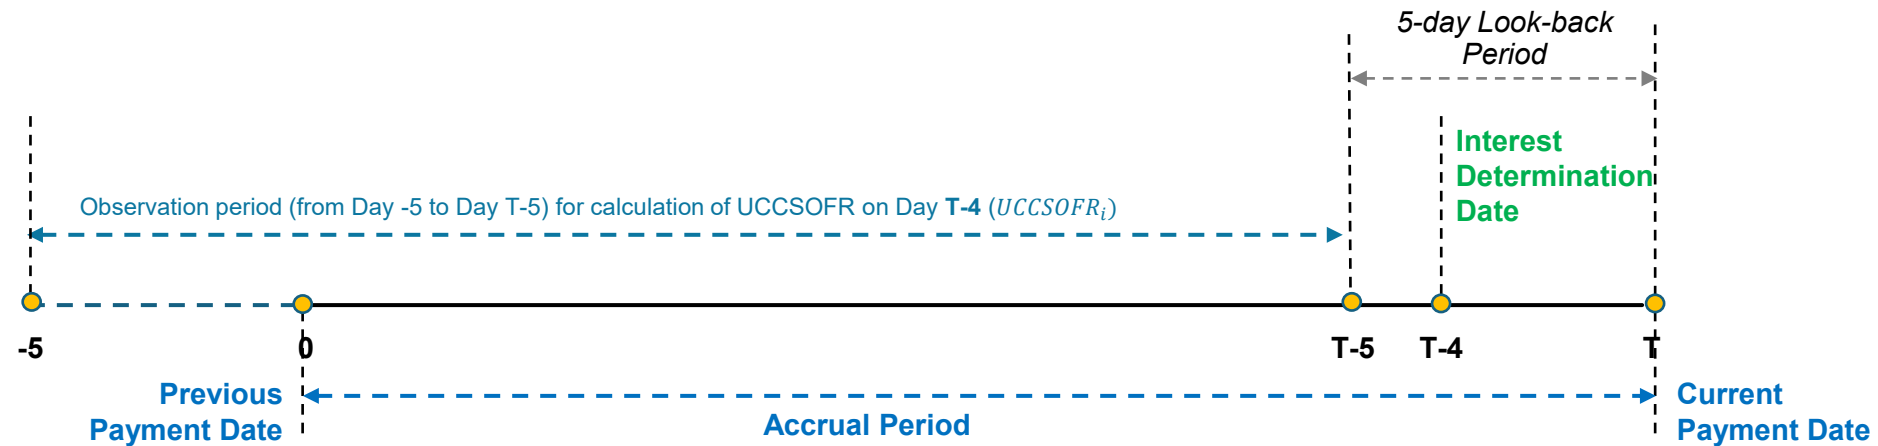 5-day Look-back
Period
Interest
Determination
Date
Observation period (from Day -5 to Day T-5) for calculation of UCCSOFR on Day T-4 (UCCSOFRᵢ)
-5
0
T-5
T-4
T
Previous
Payment Date
Accrual Period
Current
Payment Date